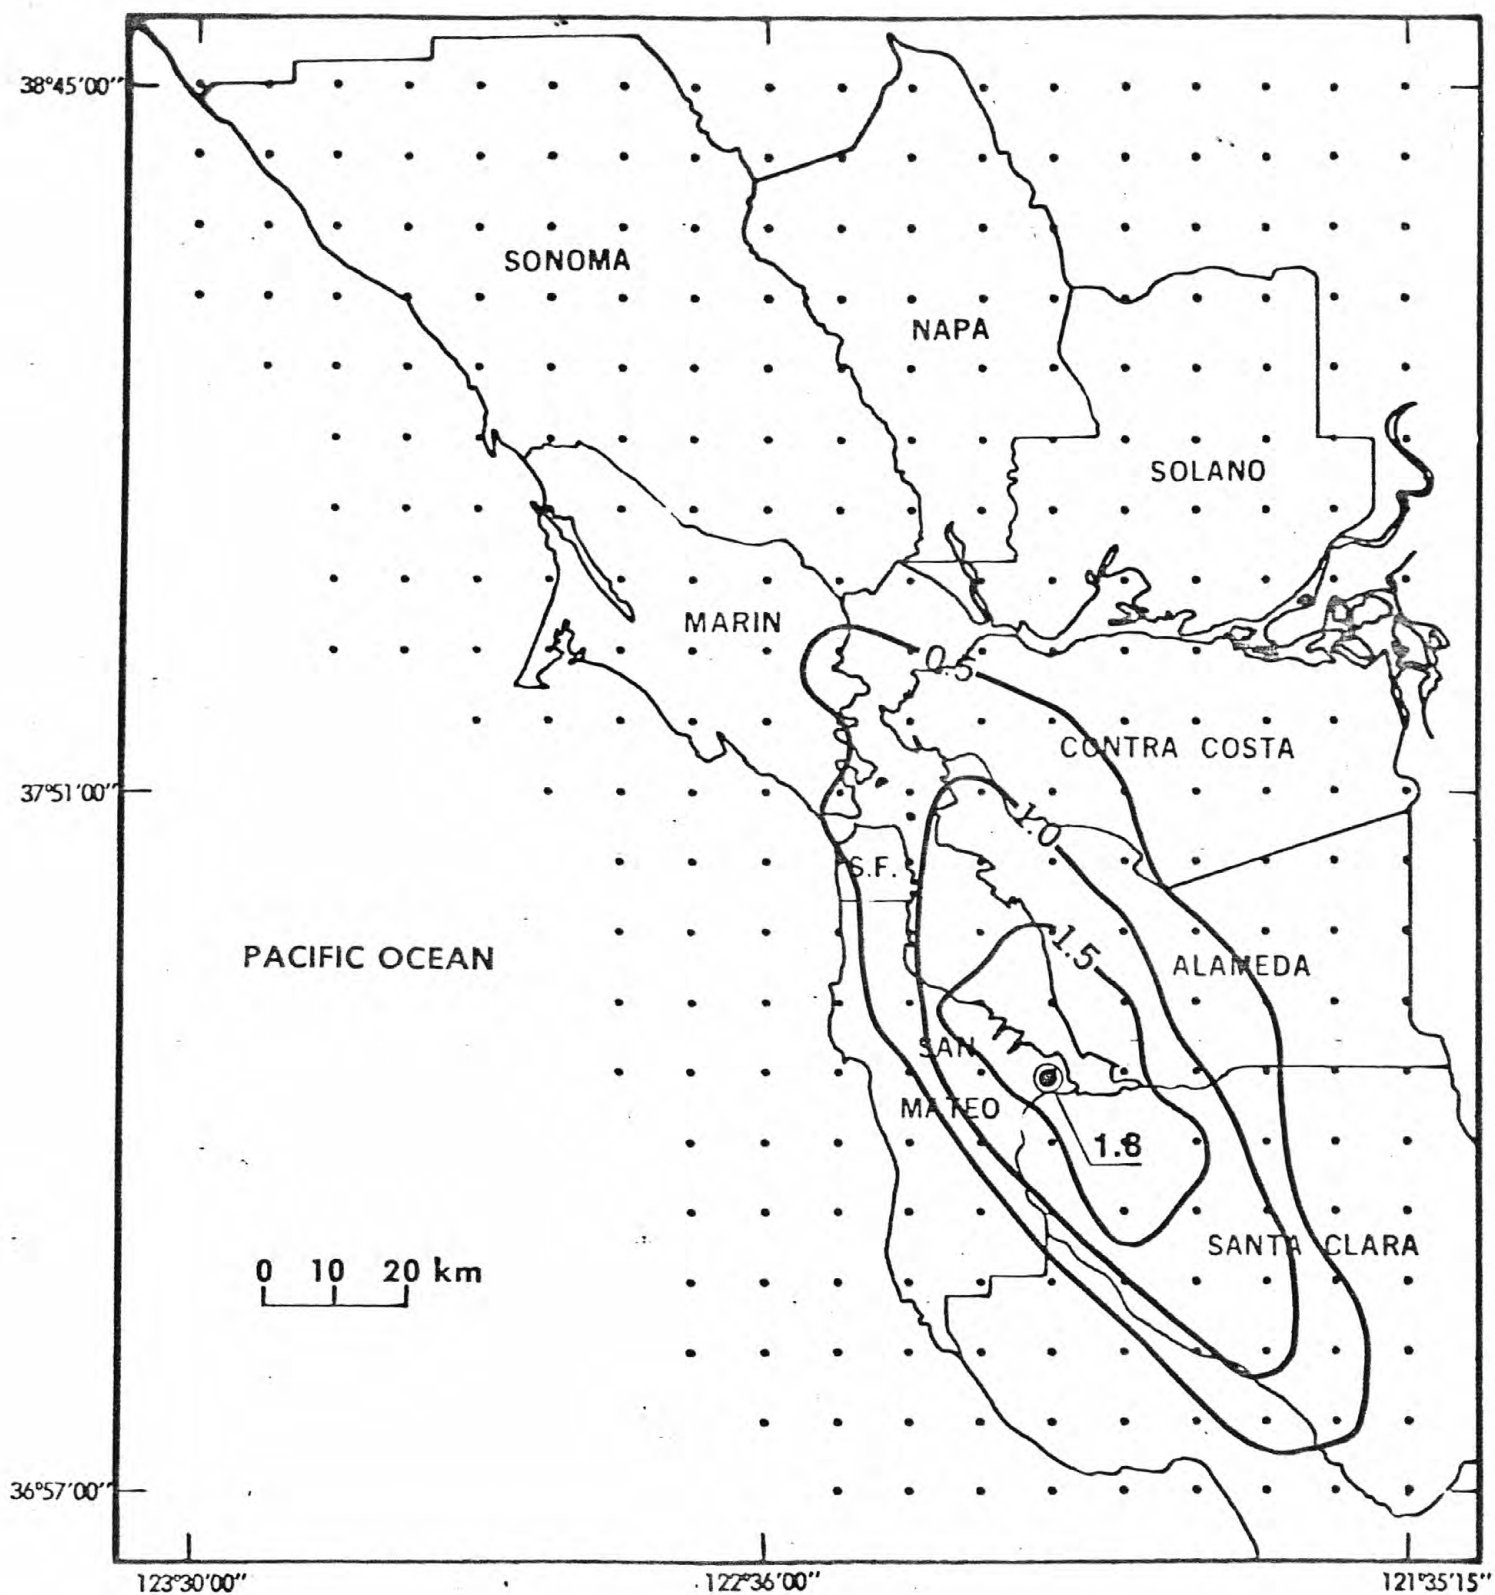 38°45'00"
SONOMA
NAPA
SOLANO
MARIN
0.5
CONTRA COSTA
37°51'00"
1.0
S.F.
1.5
PACIFIC OCEAN
ALAMEDA
SAN
MATEO
1.8
SANTA CLARA
0 10 20 km
36°57'00"
123°30'00"
122°36'00"
121°35'15"